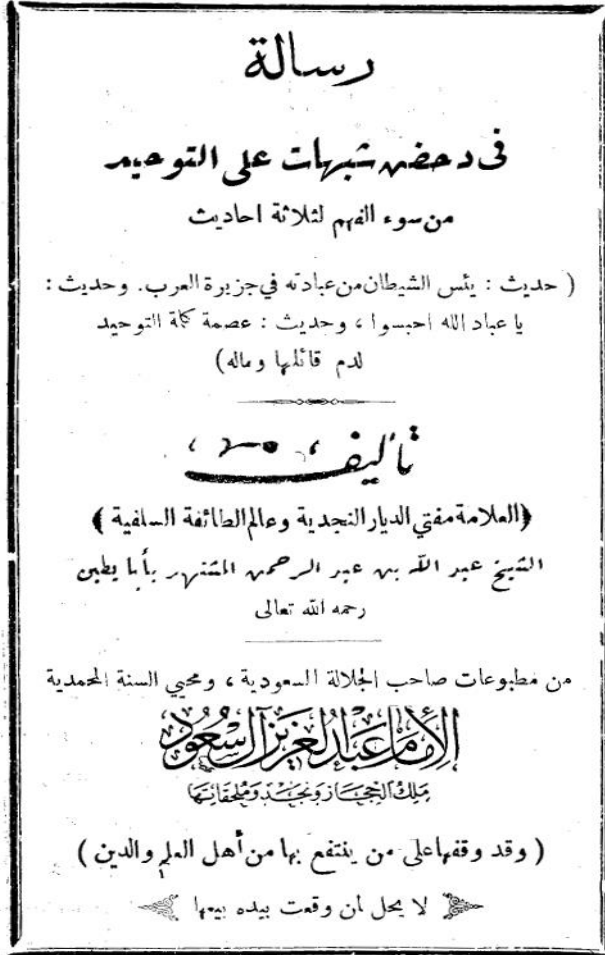 رسالة
فى دحض شبهات على التوحيد
من سوء الفهم لثلاثة احاديث
( حديث : يئس الشيطان من عبادته في جزيرة العرب. وحديث :
يا عباد الله احبسوا ، وحديث : عصمة كلمة التوحيد
لدم قائلها وماله)
تأليف
﴿العلامة مفتي الديار النجدية وعالم الطائفة السلفية﴾
الشيخ عبد الله بن عبد الرحمن المشتهر بأبا بطين
رحمه الله تعالى
من مطبوعات صاحب الجلالة السعودية ، ومحيي السنة المحمدية
الإمام عبد العزيز آل سعود
ملك الحجاز ونجد وملحقاتها
( وقد وقفها على من ينتفع بها من أهل العلم والدين )
لا يحل لمن وقعت بيده بيعها